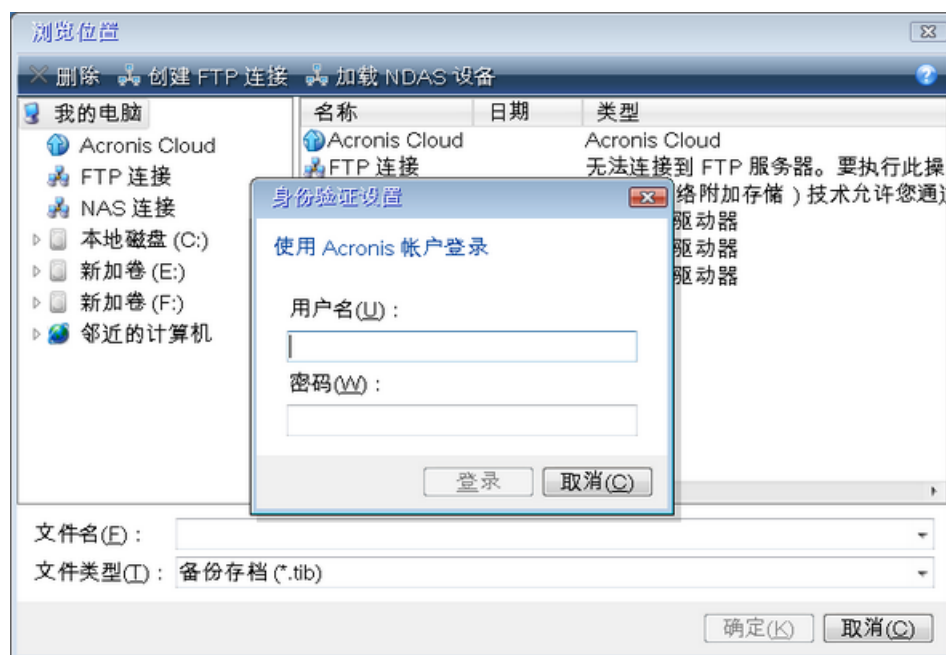 浏览位置
删除 创建 FTP 连接 加载 NDAS 设备
我的电脑
Acronis Cloud
FTP 连接
NAS 连接
本地磁盘 (C:)
新加卷 (E:)
新加卷 (F:)
邻近的计算机
名称 日期 类型
Acronis Cloud Acronis Cloud
FTP 连接 无法连接到 FTP 服务器。要执行此操
络附加存储 ) 技术允许您通过
驱动器
驱动器
驱动器
身份验证设置
使用 Acronis 帐户登录
用户名(U) :
密码(W) :
登录 取消(C)
文件名(F) :
文件类型(T) : 备份存档 (*.tib)
确定(K) 取消(C)